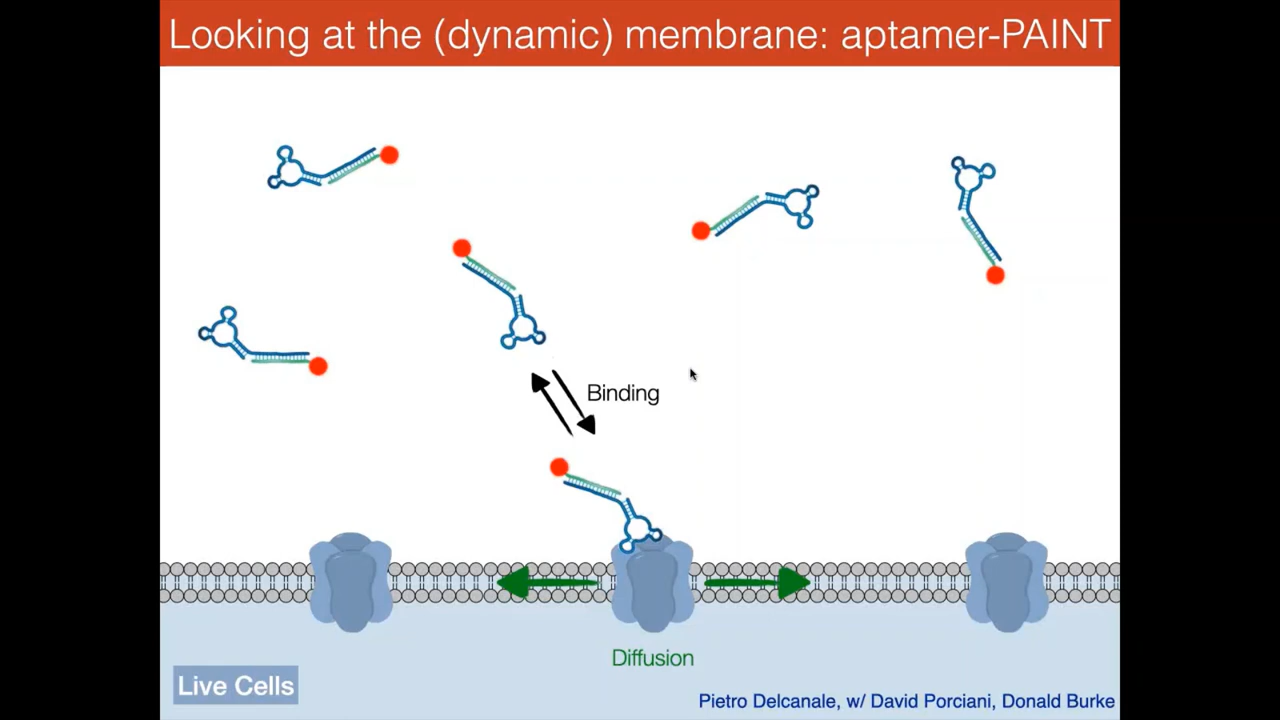 Looking at the (dynamic) membrane: aptamer-PAINT
Binding
Diffusion
Live Cells
Pietro Delcanale, w/ David Porciani, Donald Burke